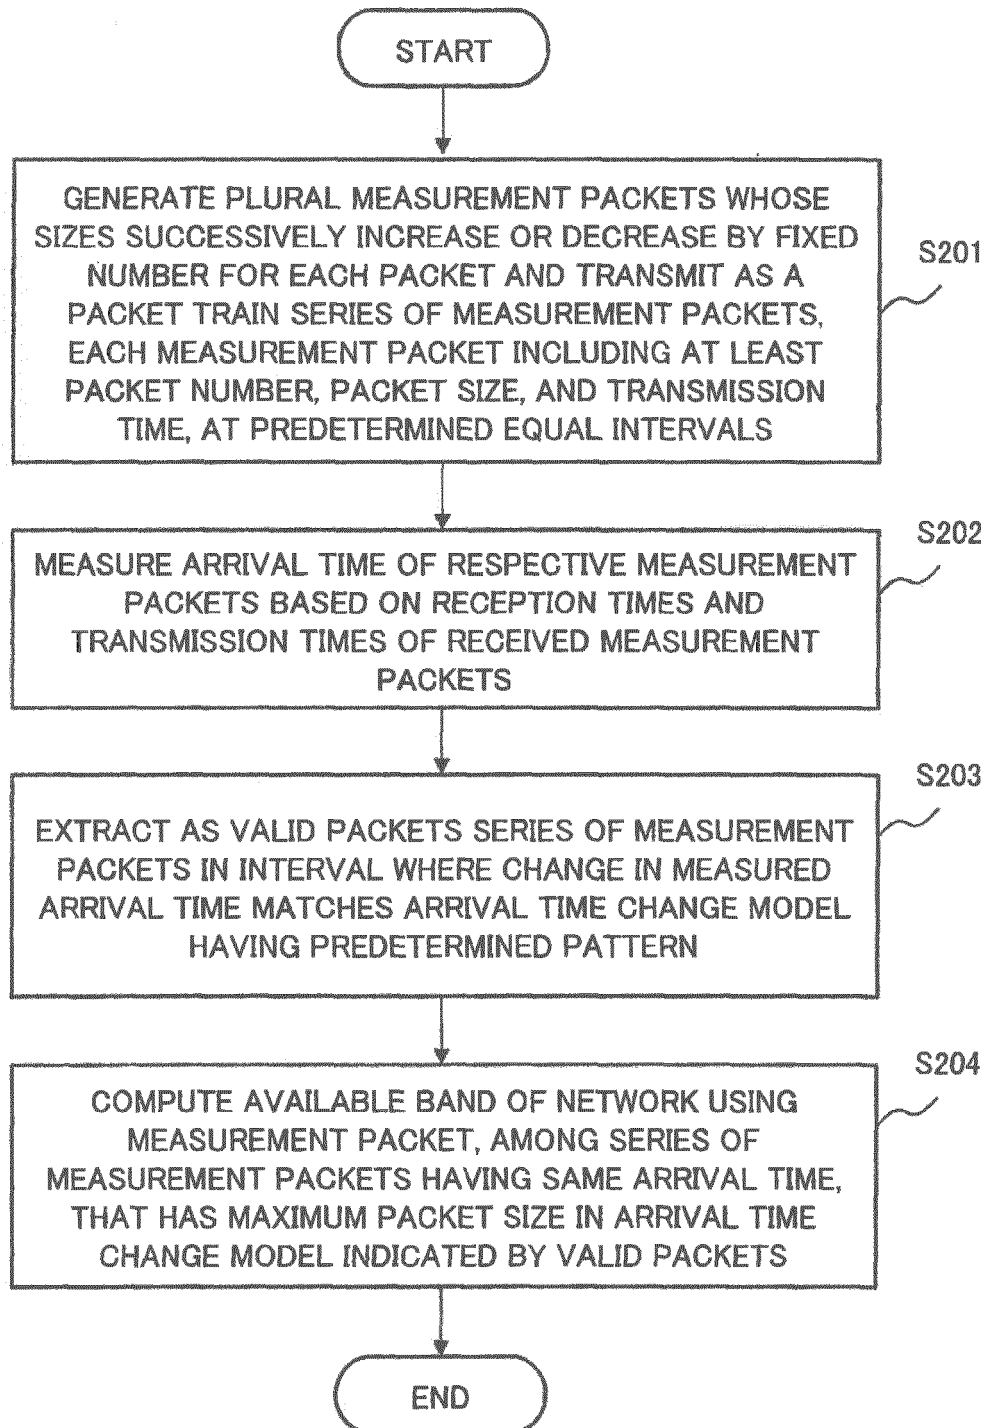 START
GENERATE PLURAL MEASUREMENT PACKETS WHOSE
SIZES SUCCESSIVELY INCREASE OR DECREASE BY FIXED
NUMBER FOR EACH PACKET AND TRANSMIT AS A
PACKET TRAIN SERIES OF MEASUREMENT PACKETS,
EACH MEASUREMENT PACKET INCLUDING AT LEAST
PACKET NUMBER, PACKET SIZE, AND TRANSMISSION
TIME, AT PREDETERMINED EQUAL INTERVALS
S201
MEASURE ARRIVAL TIME OF RESPECTIVE MEASUREMENT
PACKETS BASED ON RECEPTION TIMES AND
TRANSMISSION TIMES OF RECEIVED MEASUREMENT
PACKETS
S202
EXTRACT AS VALID PACKETS SERIES OF MEASUREMENT
PACKETS IN INTERVAL WHERE CHANGE IN MEASURED
ARRIVAL TIME MATCHES ARRIVAL TIME CHANGE MODEL
HAVING PREDETERMINED PATTERN
S203
COMPUTE AVAILABLE BAND OF NETWORK USING
MEASUREMENT PACKET, AMONG SERIES OF
MEASUREMENT PACKETS HAVING SAME ARRIVAL TIME,
THAT HAS MAXIMUM PACKET SIZE IN ARRIVAL TIME
CHANGE MODEL INDICATED BY VALID PACKETS
S204
END